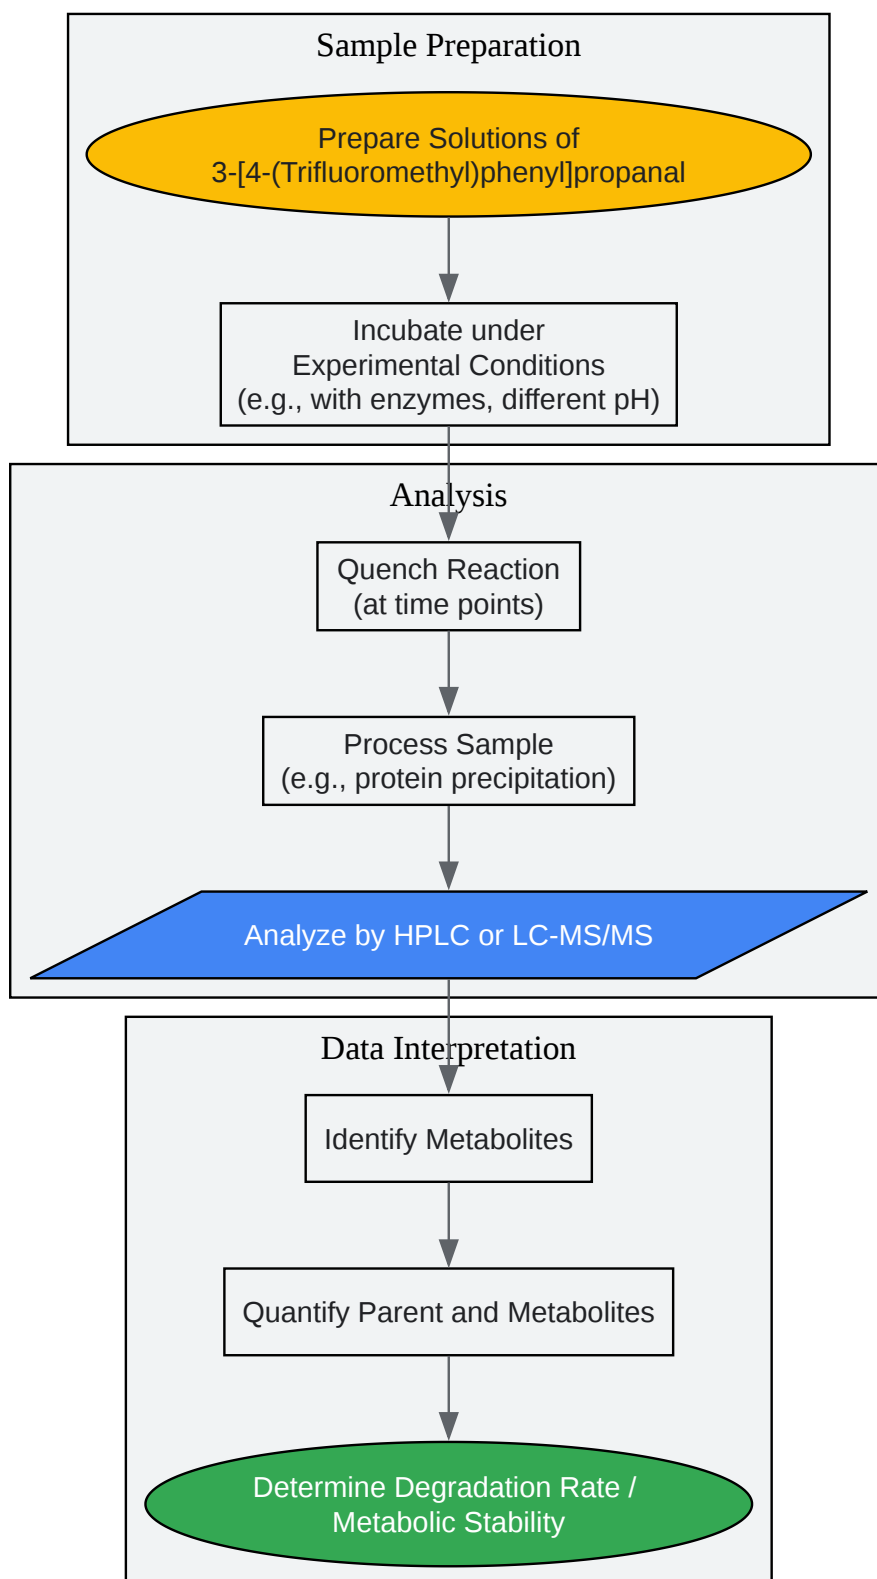 Sample Preparation
Prepare Solutions of
3-[4-(Trifluoromethyl)phenyl]propanal
Incubate under
Experimental Conditions
(e.g., with enzymes, different pH)
Analysis
Quench Reaction
(at time points)
Process Sample
(e.g., protein precipitation)
Analyze by HPLC or LC-MS/MS
Data Interpretation
Identify Metabolites
Quantify Parent and Metabolites
Determine Degradation Rate /
Metabolic Stability